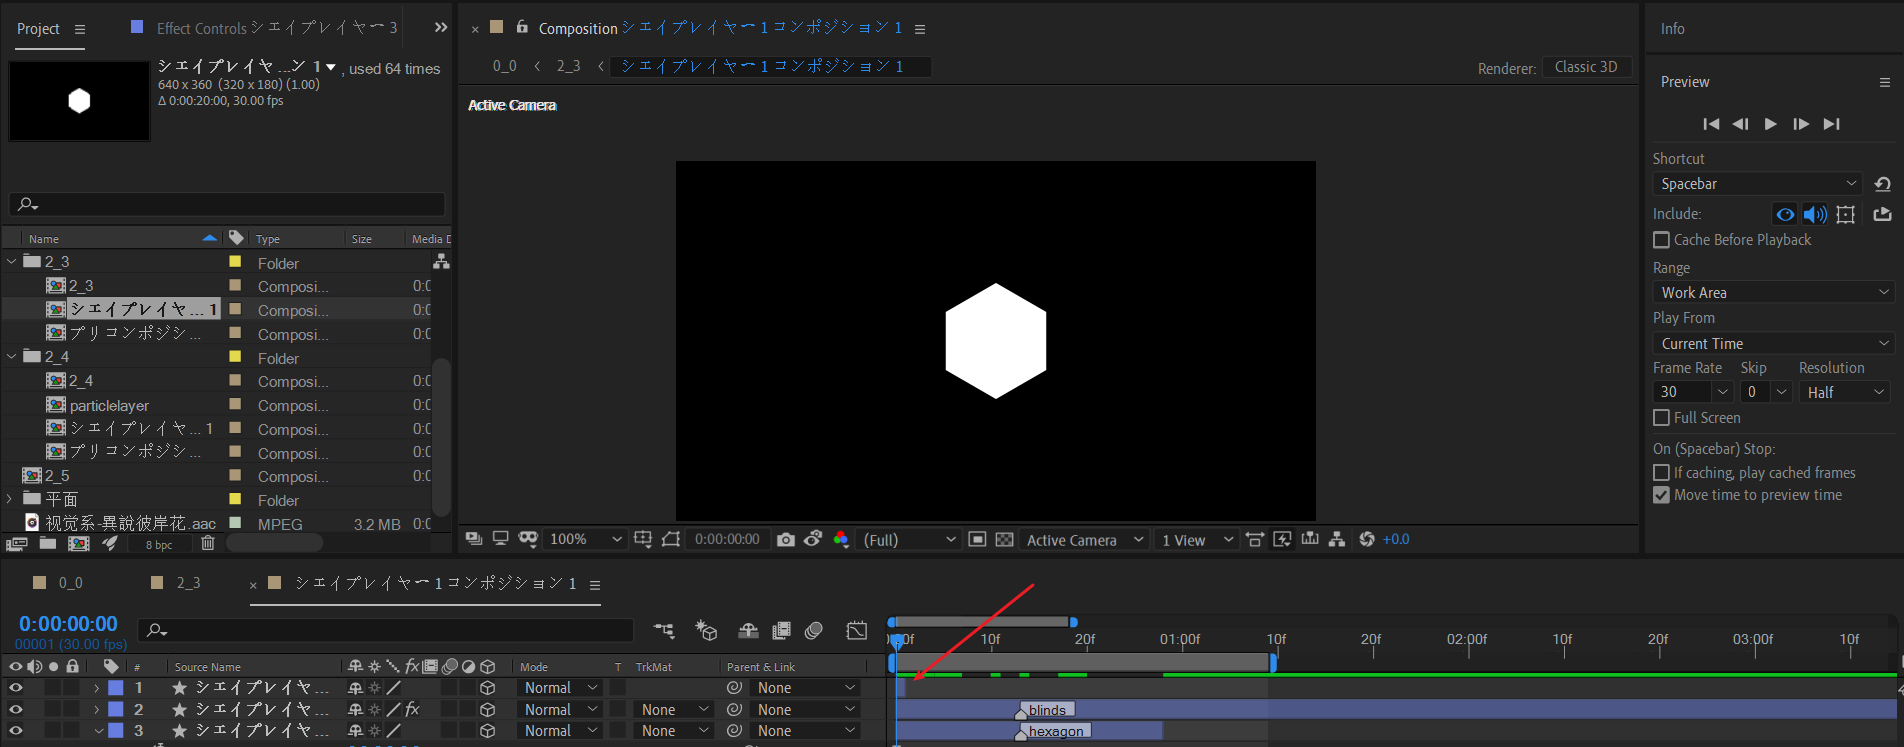 Project
Effect Controls シェイプレイヤー 3
シェイプレイヤ...ン 1 , used 64 times
640 x 360 (320 x 180) (1.00)
Δ 0:00:20:00, 30.00 fps
Name Type Size Media D
2_3 Folder
2_3 Composi... 0:0
シェイプレイヤ... 1 Composi... 0:0
プリコンポジシ... Composi... 0:0
2_4 Folder
2_4 Composi... 0:0
particlelayer Composi... 0:0
シェイプレイヤ... 1 Composi... 0:0
プリコンポジシ... Composi... 0:0
2_5 Composi... 0:0
平面 Folder
视觉系-異説彼岸花.aac MPEG 3.2 MB 0:0
8 bpc
× Composition シェイプレイヤー 1 コンポジション 1
0_0 < 2_3 < シェイプレイヤー 1 コンポジション 1
Renderer: Classic 3D
Active Camera
100% 0:00:00:00 (Full) Active Camera 1 View +0.0
Info
Preview
Shortcut
Spacebar
Include:
Cache Before Playback
Range
Work Area
Play From
Current Time
Frame Rate Skip Resolution
30 0 Half
Full Screen
On (Spacebar) Stop:
If caching, play cached frames
Move time to preview time
0_0 2_3 × シェイプレイヤー 1 コンポジション 1
0:00:00:00
00001 (30.00 fps)
00f 10f 20f 01:00f 10f 20f 02:00f 10f 20f 03:00f 10f
# Source Name fx Mode T TrkMat Parent & Link
1 シェイプレイヤ... Normal None
2 シェイプレイヤ... fx Normal None None blinds
3 シェイプレイヤ... Normal None None hexagon